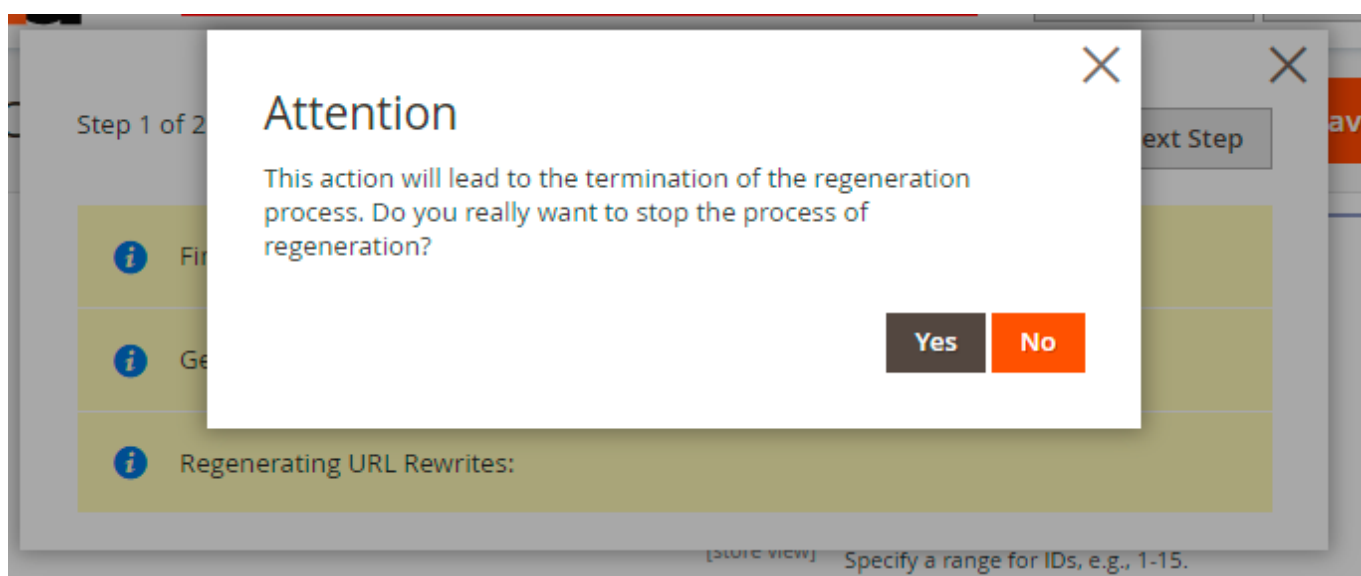 Attention
Step 1 of 2
ext Step
This action will lead to the termination of the regeneration
process. Do you really want to stop the process of
regeneration?
Yes No
Regenerating URL Rewrites:
[store view] Specify a range for IDs, e.g., 1-15.